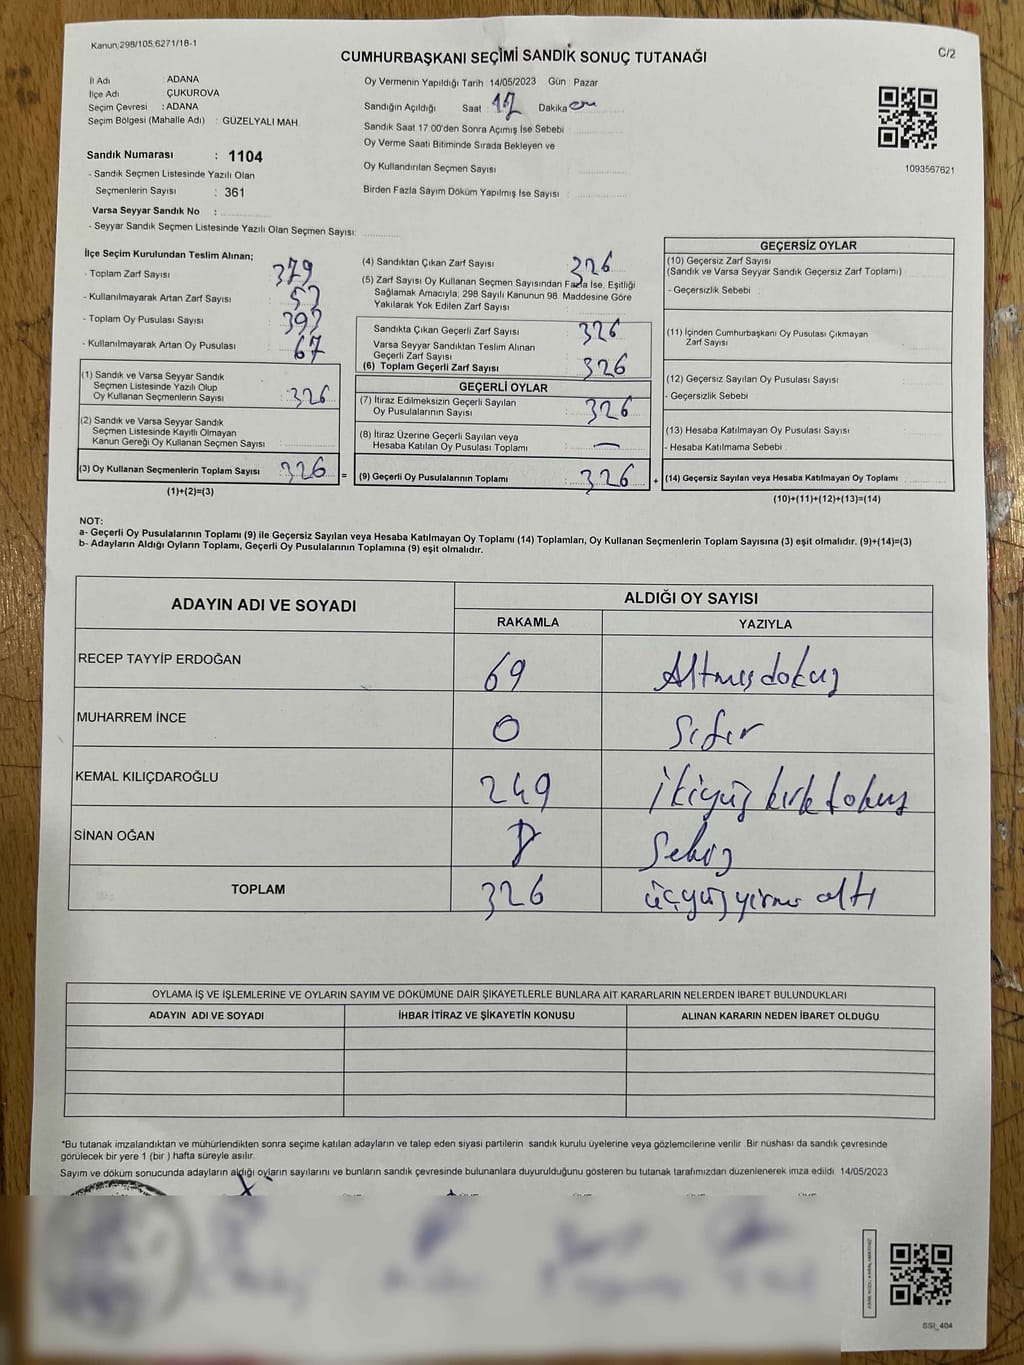 Kanun:298/105,6271/18-1
C/2
CUMHURBAŞKANI SEÇİMİ SANDIK SONUÇ TUTANAĞI
İl Adı ADANA
İlçe Adı ÇUKUROVA
Seçim Çevresi : ADANA
Seçim Bölgesi (Mahalle Adı) : GÜZELYALI MAH.
Oy Vermenin Yapıldığı Tarih : 14/05/2023 Gün : Pazar
Sandığın Açıldığı Saat : 17 Dakika
Sandık Saat 17:00'den Sonra Açımış İse Sebebi
Oy Verme Saati Bitiminde Sırada Bekleyen ve
Oy Kullandırılan Seçmen Sayısı
Birden Fazla Sayım Döküm Yapılmış İse Sayısı
1093567621
Sandık Numarası : 1104
- Sandık Seçmen Listesinde Yazılı Olan
Seçmenlerin Sayısı : 361
Varsa Seyyar Sandık No :
- Seyyar Sandık Seçmen Listesinde Yazılı Olan Seçmen Sayısı:
İlçe Seçim Kurulundan Teslim Alınan;
- Toplam Zarf Sayısı 379
- Kullanılmayarak Artan Zarf Sayısı 53
- Toplam Oy Pusulası Sayısı 393
- Kullanılmayarak Artan Oy Pusulası 67
(1) Sandık ve Varsa Seyyar Sandık
Seçmen Listesinde Yazılı Olup
Oy Kullanan Seçmenlerin Sayısı : 326
(2) Sandık ve Varsa Seyyar Sandık
Seçmen Listesinde Kayıtlı Olmayan
Kanun Gereği Oy Kullanan Seçmen Sayısı
(3) Oy Kullanan Seçmenlerin Toplam Sayısı 326 =
(1)+(2)=(3)
(4) Sandıktan Çıkan Zarf Sayısı 326
(5) Zarf Sayısı Oy Kullanan Seçmen Sayısından Fazla İse, Eşitliği
Sağlamak Amacıyla; 298 Sayılı Kanunun 98. Maddesine Göre
Yakılarak Yok Edilen Zarf Sayısı
Sandıkta Çıkan Geçerli Zarf Sayısı 326
Varsa Seyyar Sandıktan Teslim Alınan
Geçerli Zarf Sayısı
(6) Toplam Geçerli Zarf Sayısı 326
GEÇERLİ OYLAR
(7) İtiraz Edilmeksizin Geçerli Sayılan
Oy Pusulalarının Sayısı 326
(8) İtiraz Üzerine Geçerli Sayılan veya
Hesaba Katılan Oy Pusulası Toplamı —
(9) Geçerli Oy Pusulalarının Toplamı 326 +
GEÇERSİZ OYLAR
(10) Geçersiz Zarf Sayısı
(Sandık ve Varsa Seyyar Sandık Geçersiz Zarf Toplamı)
- Geçersizlik Sebebi :
(11) İçinden Cumhurbaşkanı Oy Pusulası Çıkmayan
Zarf Sayısı
(12) Geçersiz Sayılan Oy Pusulası Sayısı
- Geçersizlik Sebebi
(13) Hesaba Katılmayan Oy Pusulası Sayısı
- Hesaba Katılmama Sebebi
(14) Geçersiz Sayılan veya Hesaba Katılmayan Oy Toplamı
(10)+(11)+(12)+(13)=(14)
NOT:
a- Geçerli Oy Pusulalarının Toplamı (9) ile Geçersiz Sayılan veya Hesaba Katılmayan Oy Toplamı (14) Toplamları, Oy Kullanan Seçmenlerin Toplam Sayısına (3) eşit olmalıdır. (9)+(14)=(3)
b- Adayların Aldığı Oyların Toplamı, Geçerli Oy Pusulalarının Toplamına (9) eşit olmalıdır.
ADAYIN ADI VE SOYADI
ALDIĞI OY SAYISI
RAKAMLA YAZIYLA
RECEP TAYYİP ERDOĞAN 69 Altmışdokuz
MUHARREM İNCE 0 Sıfır
KEMAL KILIÇDAROĞLU 249 ikiyüz kırk dokuz
SİNAN OĞAN 8 Sekiz
TOPLAM 326 üçyüz yirmi altı
OYLAMA İŞ VE İŞLEMLERİNE VE OYLARIN SAYIM VE DÖKÜMÜNE DAİR ŞİKAYETLERLE BUNLARA AİT KARARLARIN NELERDEN İBARET BULUNDUKLARI
ADAYIN ADI VE SOYADI İHBAR İTİRAZ VE ŞİKAYETİN KONUSU ALINAN KARARIN NEDEN İBARET OLDUĞU
*Bu tutanak imzalandıktan ve mühürlendikten sonra seçime katılan adayların ve talep eden siyasi partilerin sandık kurulu üyelerine veya gözlemcilerine verilir. Bir nüshası da sandık çevresinde
görülecek bir yere 1 (bir ) hafta süreyle asılır.
Sayım ve döküm sonucunda adayların aldığı oyların sayılarını ve bunların sandık çevresinde bulunanlara duyurulduğunu gösteren bu tutanak tarafımızdan düzenlenerek imza edildi. 14/05/2023
SSI_404